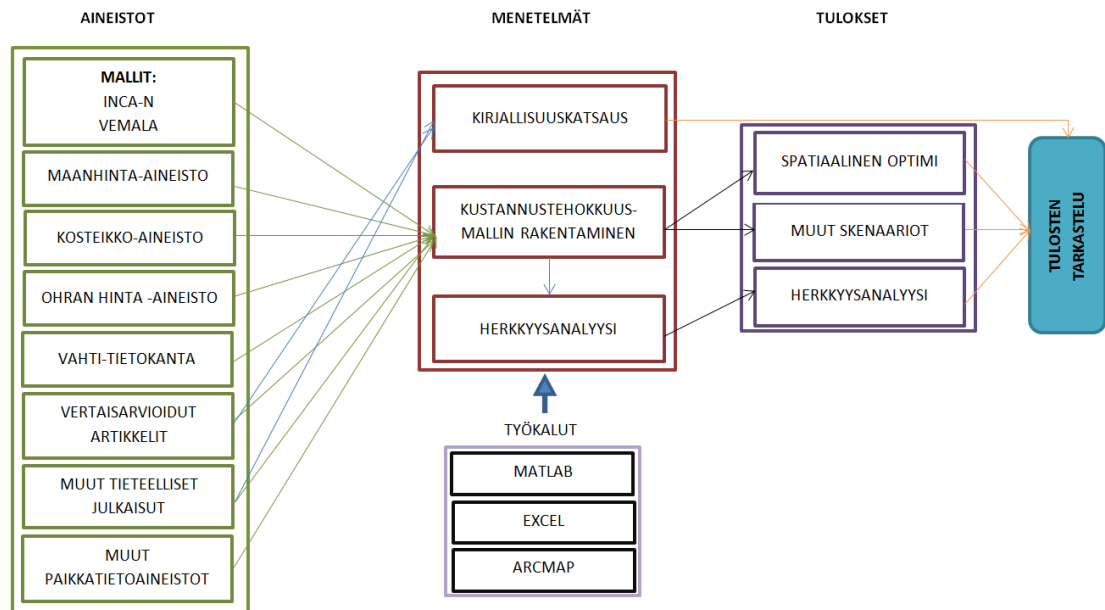 AINEISTOT
MENETELMÄT
TULOKSET
MALLIT:
INCA-N
VEMALA
MAANHINTA-AINEISTO
KOSTEIKKO-AINEISTO
OHRAN HINTA -AINEISTO
VAHTI-TIETOKANTA
VERTAISARVIOIDUT
ARTIKKELIT
MUUT TIETEELLISET
JULKAISUT
MUUT
PAIKKATIETOAINEISTOT
KIRJALLISUUSKATSAUS
KUSTANNUSTEHOKKUUS-
MALLIN RAKENTAMINEN
HERKKYYSANALYYSI
TYÖKALUT
MATLAB
EXCEL
ARCMAP
SPATIAALINEN OPTIMI
MUUT SKENAARIOT
HERKKYYSANALYYSI
TULOSTEN
TARKASTELU